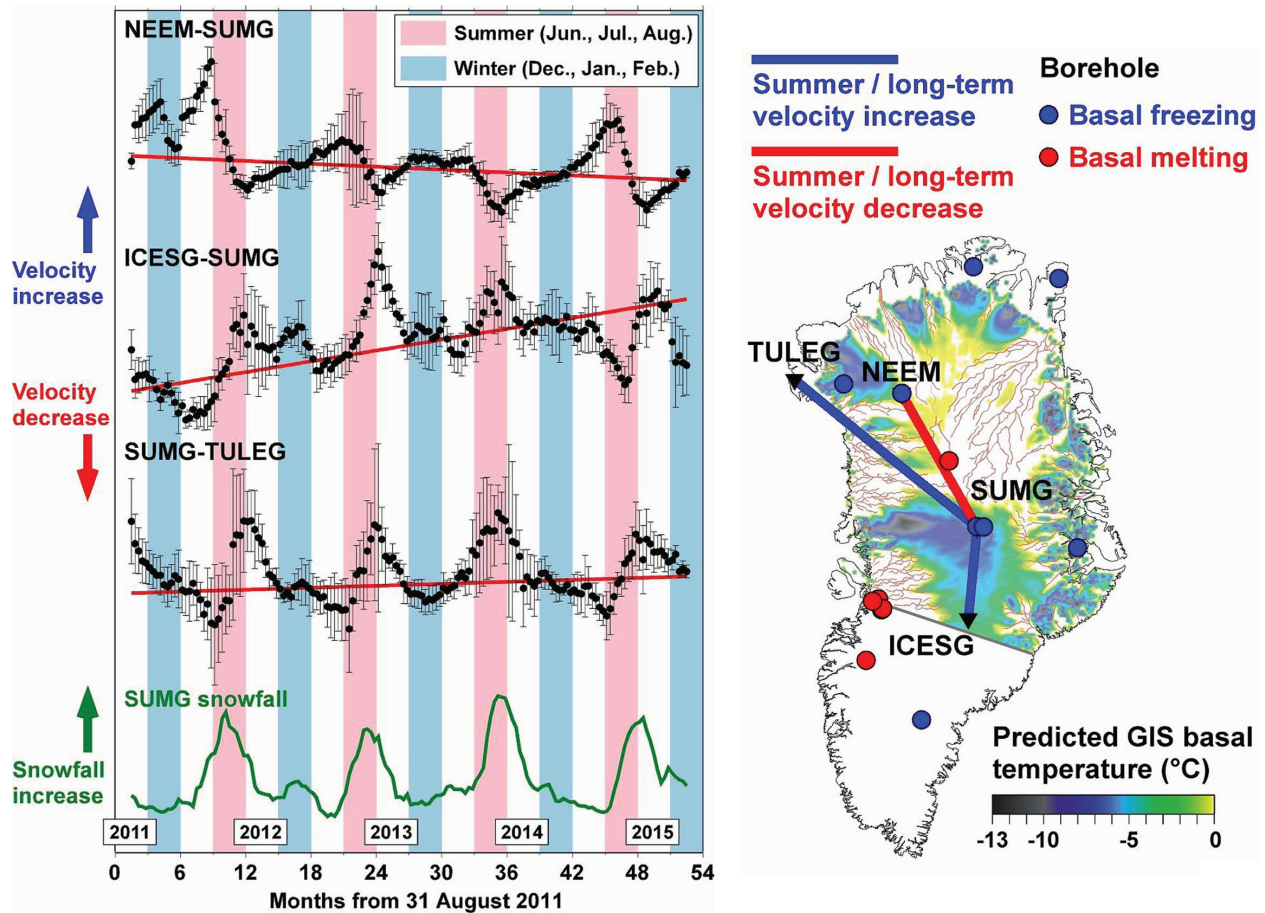 NEEM-SUMG
Summer (Jun., Jul., Aug.)
Winter (Dec., Jan., Feb.)
Velocity
increase
ICESG-SUMG
Velocity
decrease
SUMG-TULEG
SUMG snowfall
Snowfall
increase
2011
2012
2013
2014
2015
0
6
12
18
24
30
36
42
48
54
Months from 31 August 2011
Summer / long-term
velocity increase
Summer / long-term
velocity decrease
Borehole
Basal freezing
Basal melting
TULEG
NEEM
SUMG
ICESG
Predicted GIS basal
temperature (°C)
-13
-10
-5
0